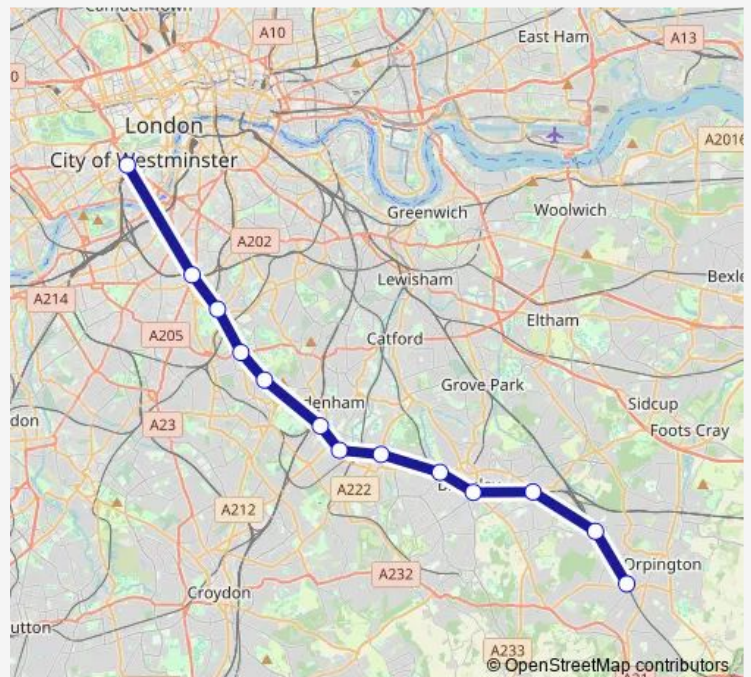 A10
East Ham
A13
London
A2016
City of Westminster
Greenwich
Woolwich
A202
Lewisham
A214
Eltham
A205
Catford
Grove Park
Sidcup
A23
Foots Cray
A222
A212
Orpington
A232
Croydon
A233
© OpenStreetMap contributors